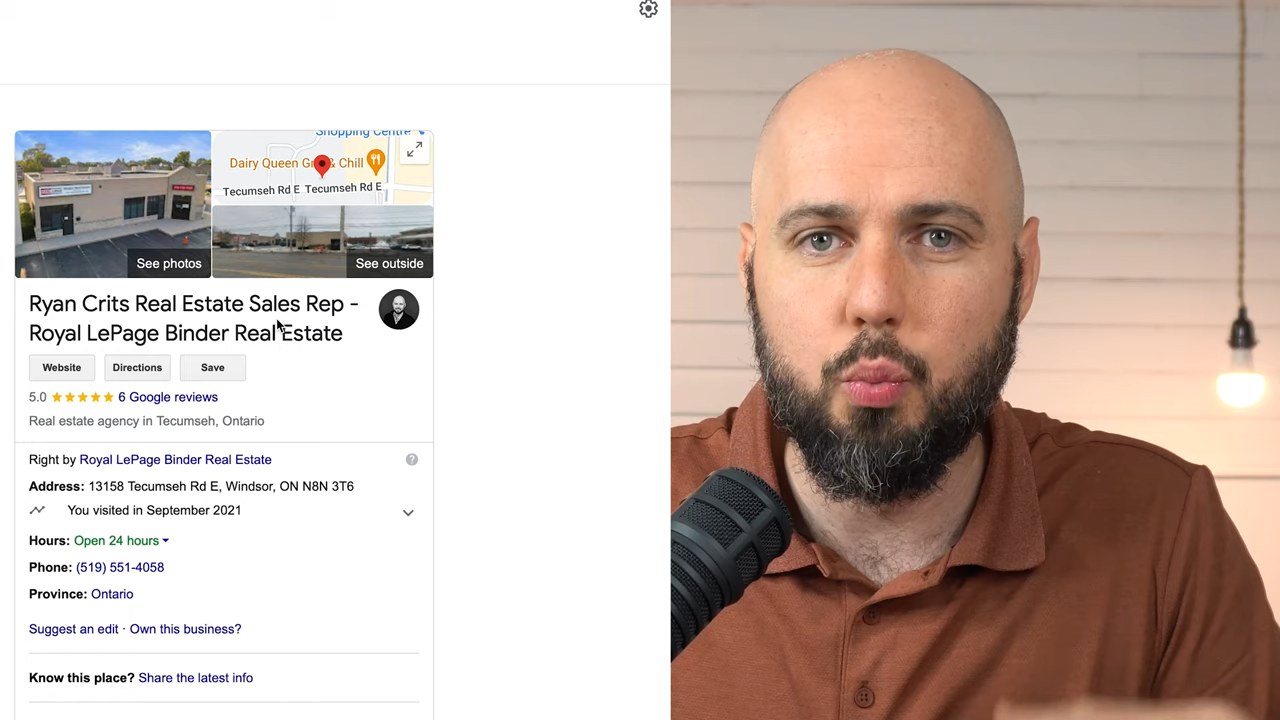 Shopping Centre
Dairy Queen Gr & Chill
Tecumseh Rd E Tecumseh Rd E
See photos
See outside
Ryan Crits Real Estate Sales Rep -
Royal LePage Binder Real Estate
Website Directions Save
5.0 6 Google reviews
Real estate agency in Tecumseh, Ontario
Right by Royal LePage Binder Real Estate
Address: 13158 Tecumseh Rd E, Windsor, ON N8N 3T6
You visited in September 2021
Hours: Open 24 hours
Phone: (519) 551-4058
Province: Ontario
Suggest an edit · Own this business?
Know this place? Share the latest info